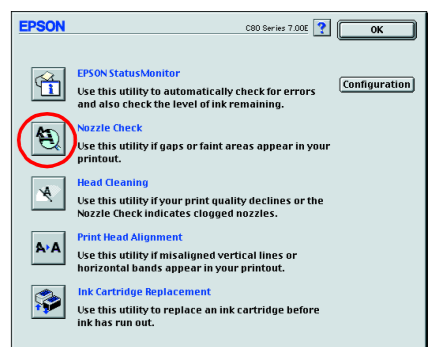 EPSON
C80 Series 7.00E ? OK
EPSON StatusMonitor
Use this utility to automatically check for errors
and also check the level of ink remaining.
Configuration
Nozzle Check
Use this utility if gaps or faint areas appear in your
printout.
Head Cleaning
Use this utility if your print quality declines or the
Nozzle Check indicates clogged nozzles.
Print Head Alignment
Use this utility if misaligned vertical lines or
horizontal bands appear in your printout.
Ink Cartridge Replacement
Use this utility to replace an ink cartridge before
ink has run out.